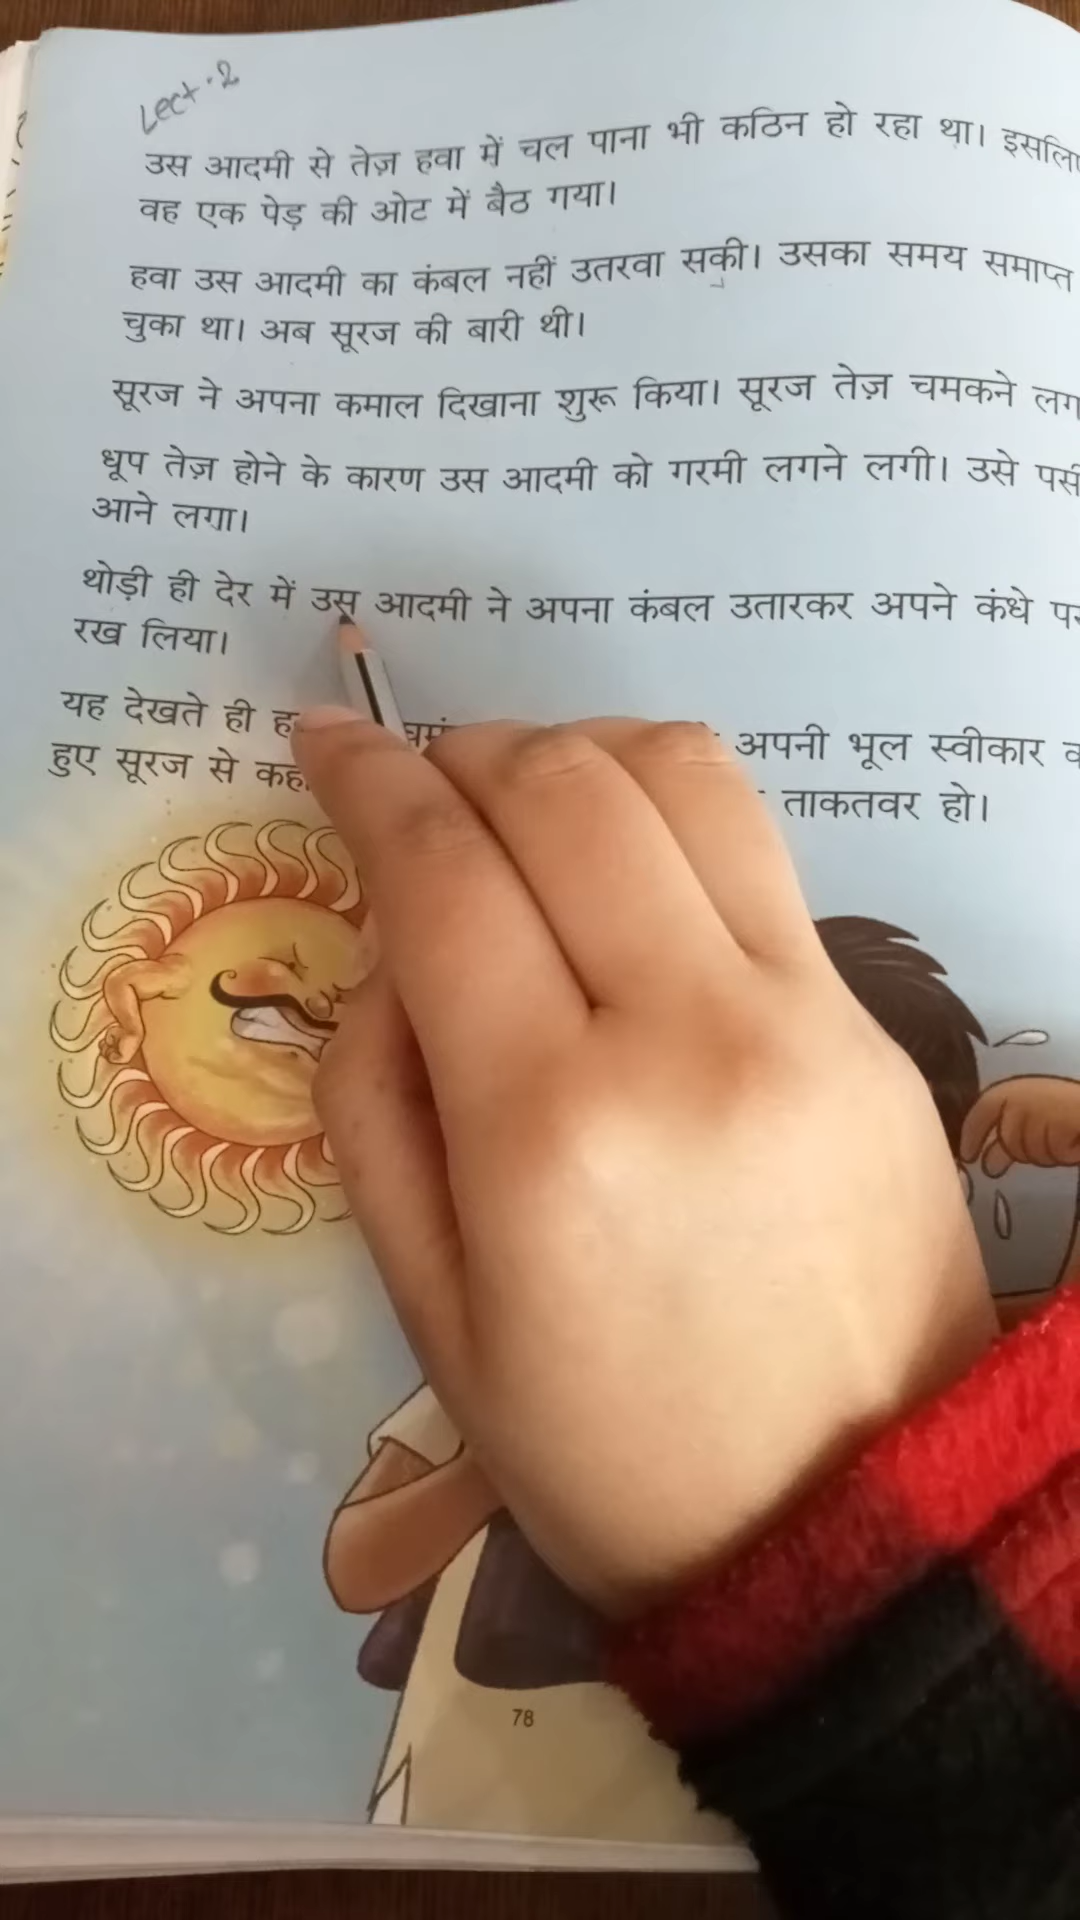 Lect.2
उस आदमी से तेज़ हवा में चल पाना भी कठिन हो रहा था। इसलिए
वह एक पेड़ की ओट में बैठ गया।
हवा उस आदमी का कंबल नहीं उतरवा सकी। उसका समय समाप्त
चुका था। अब सूरज की बारी थी।
सूरज ने अपना कमाल दिखाना शुरू किया। सूरज तेज़ चमकने
धूप तेज़ होने के कारण उस आदमी को गरमी लगने लगी। उसे
आने लगा।
थोड़ी ही देर में उस आदमी ने अपना कंबल उतारकर अपने कंधे पर
रख लिया।
यह देखते ही अपनी भूल स्वीकार
हुए सूरज से ताकतवर हो।
78